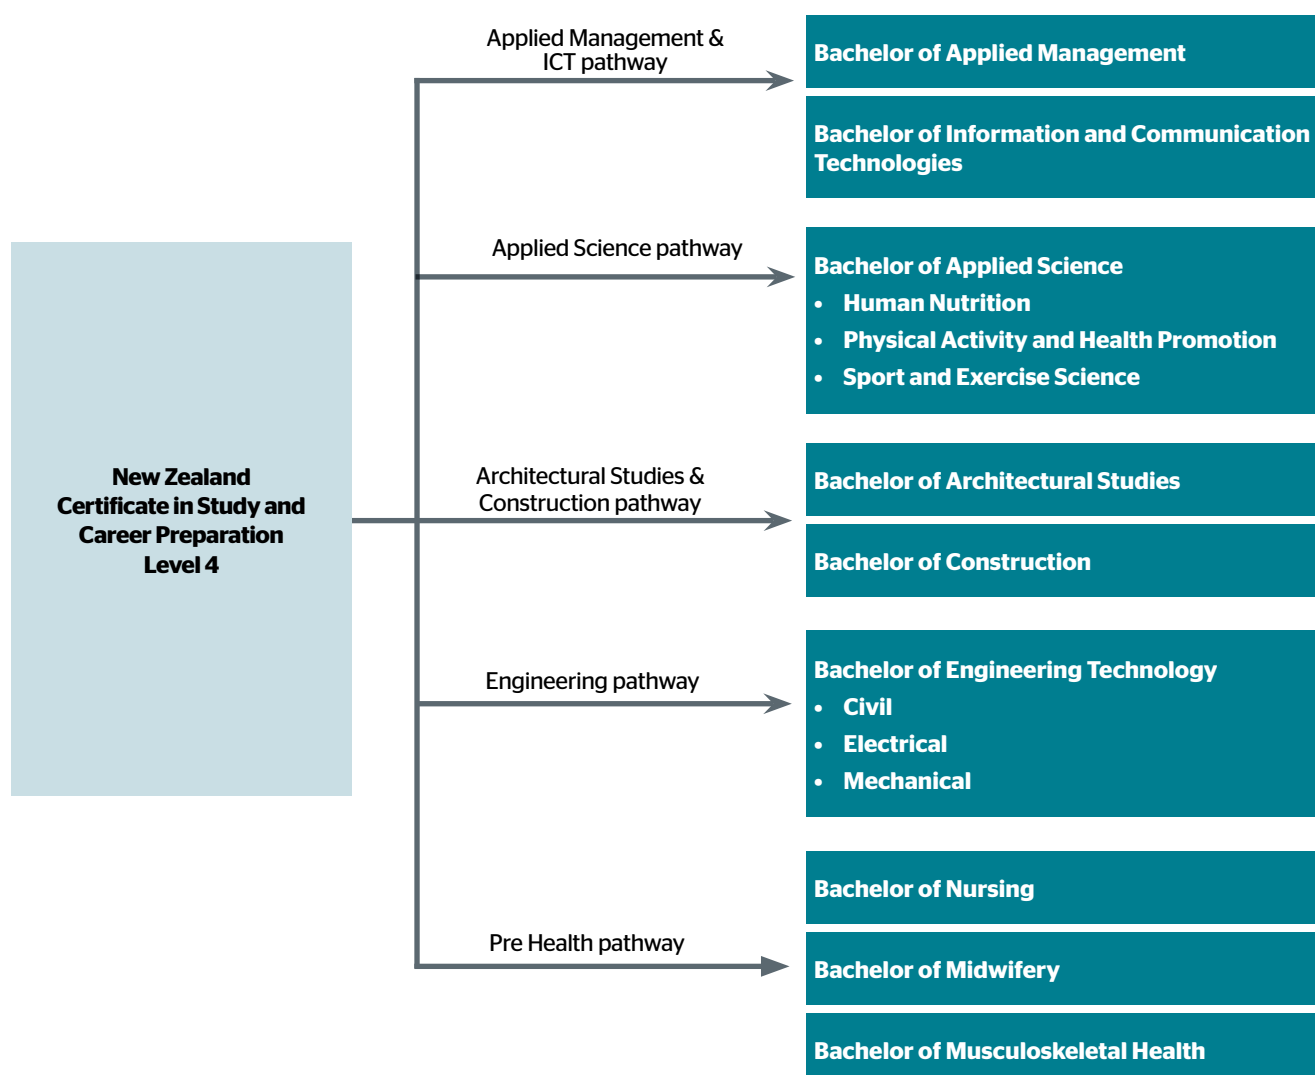 New Zealand
Certificate in Study and
Career Preparation
Level 4
Applied Management &
ICT pathway
Bachelor of Applied Management
Bachelor of Information and Communication
Technologies
Applied Science pathway
Bachelor of Applied Science
• Human Nutrition
• Physical Activity and Health Promotion
• Sport and Exercise Science
Architectural Studies &
Construction pathway
Bachelor of Architectural Studies
Bachelor of Construction
Engineering pathway
Bachelor of Engineering Technology
• Civil
• Electrical
• Mechanical
Pre Health pathway
Bachelor of Nursing
Bachelor of Midwifery
Bachelor of Musculoskeletal Health